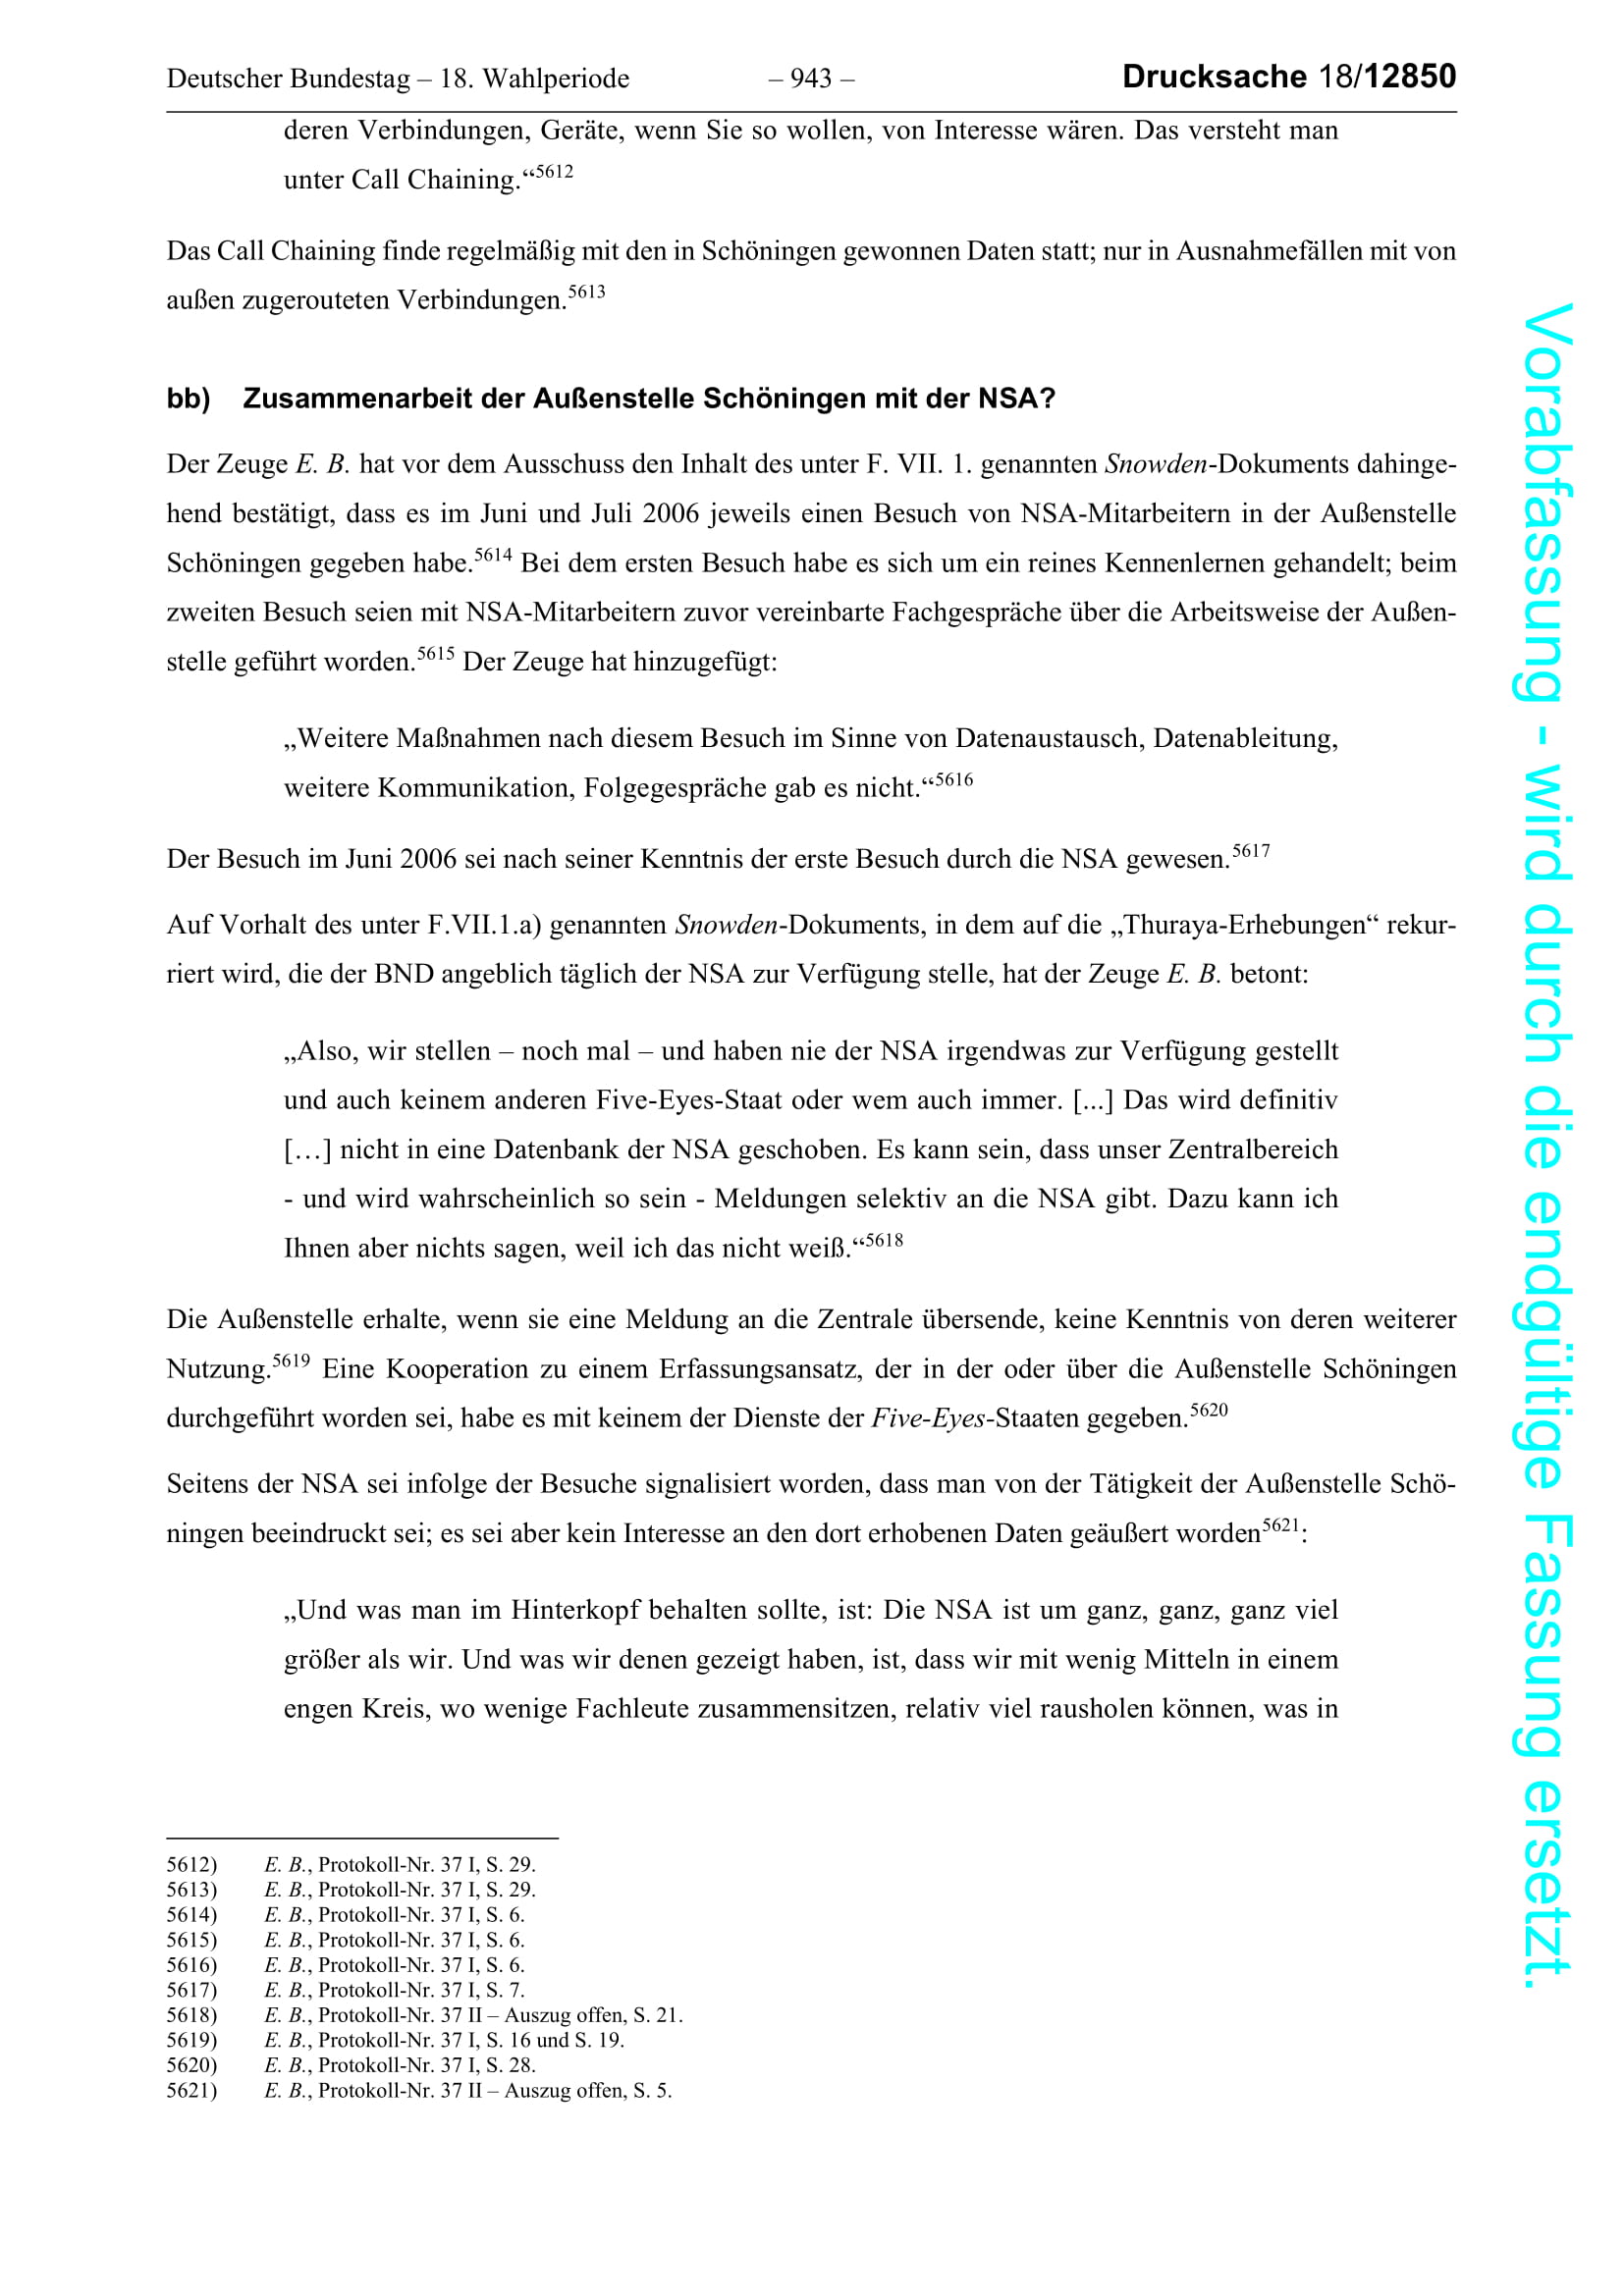 Deutscher Bundestag – 18. Wahlperiode – 943 – Drucksache 18/12850
deren Verbindungen, Geräte, wenn Sie so wollen, von Interesse wären. Das versteht man
unter Call Chaining.“5612
Das Call Chaining finde regelmäßig mit den in Schöningen gewonnen Daten statt; nur in Ausnahmefällen mit von
außen zugerouteten Verbindungen.5613
bb) Zusammenarbeit der Außenstelle Schöningen mit der NSA?
Der Zeuge E. B. hat vor dem Ausschuss den Inhalt des unter F. VII. 1. genannten Snowden-Dokuments dahinge-
hend bestätigt, dass es im Juni und Juli 2006 jeweils einen Besuch von NSA-Mitarbeitern in der Außenstelle
Schöningen gegeben habe.5614 Bei dem ersten Besuch habe es sich um ein reines Kennenlernen gehandelt; beim
zweiten Besuch seien mit NSA-Mitarbeitern zuvor vereinbarte Fachgespräche über die Arbeitsweise der Außen-
stelle geführt worden.5615 Der Zeuge hat hinzugefügt:
„Weitere Maßnahmen nach diesem Besuch im Sinne von Datenaustausch, Datenableitung,
weitere Kommunikation, Folgegespräche gab es nicht.“5616
Der Besuch im Juni 2006 sei nach seiner Kenntnis der erste Besuch durch die NSA gewesen.5617
Auf Vorhalt des unter F.VII.1.a) genannten Snowden-Dokuments, in dem auf die „Thuraya-Erhebungen“ rekur-
riert wird, die der BND angeblich täglich der NSA zur Verfügung stelle, hat der Zeuge E. B. betont:
„Also, wir stellen – noch mal – und haben nie der NSA irgendwas zur Verfügung gestellt
und auch keinem anderen Five-Eyes-Staat oder wem auch immer. [...] Das wird definitiv
[…] nicht in eine Datenbank der NSA geschoben. Es kann sein, dass unser Zentralbereich
- und wird wahrscheinlich so sein - Meldungen selektiv an die NSA gibt. Dazu kann ich
Ihnen aber nichts sagen, weil ich das nicht weiß.“5618
Die Außenstelle erhalte, wenn sie eine Meldung an die Zentrale übersende, keine Kenntnis von deren weiterer
Nutzung.5619 Eine Kooperation zu einem Erfassungsansatz, der in der oder über die Außenstelle Schöningen
durchgeführt worden sei, habe es mit keinem der Dienste der Five-Eyes-Staaten gegeben.5620
Seitens der NSA sei infolge der Besuche signalisiert worden, dass man von der Tätigkeit der Außenstelle Schö-
ningen beeindruckt sei; es sei aber kein Interesse an den dort erhobenen Daten geäußert worden5621:
„Und was man im Hinterkopf behalten sollte, ist: Die NSA ist um ganz, ganz, ganz viel
größer als wir. Und was wir denen gezeigt haben, ist, dass wir mit wenig Mitteln in einem
engen Kreis, wo wenige Fachleute zusammensitzen, relativ viel rausholen können, was in
5612) E. B., Protokoll-Nr. 37 I, S. 29.
5613) E. B., Protokoll-Nr. 37 I, S. 29.
5614) E. B., Protokoll-Nr. 37 I, S. 6.
5615) E. B., Protokoll-Nr. 37 I, S. 6.
5616) E. B., Protokoll-Nr. 37 I, S. 6.
5617) E. B., Protokoll-Nr. 37 I, S. 7.
5618) E. B., Protokoll-Nr. 37 II – Auszug offen, S. 21.
5619) E. B., Protokoll-Nr. 37 I, S. 16 und S. 19.
5620) E. B., Protokoll-Nr. 37 I, S. 28.
5621) E. B., Protokoll-Nr. 37 II – Auszug offen, S. 5.
Vorabfassung - wird durch die endgültige Fassung ersetzt.